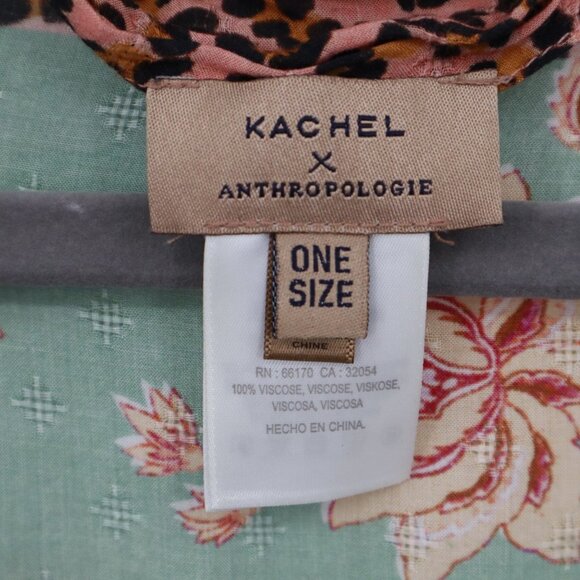 KACHEL
X
ANTHROPOLOGIE
ONE
SIZE
CHINE
RN : 66170 CA : 32054
100% VISCOSE, VISCOSE, VISKOSE,
VISCOSA, VISCOSA
HECHO EN CHINA.